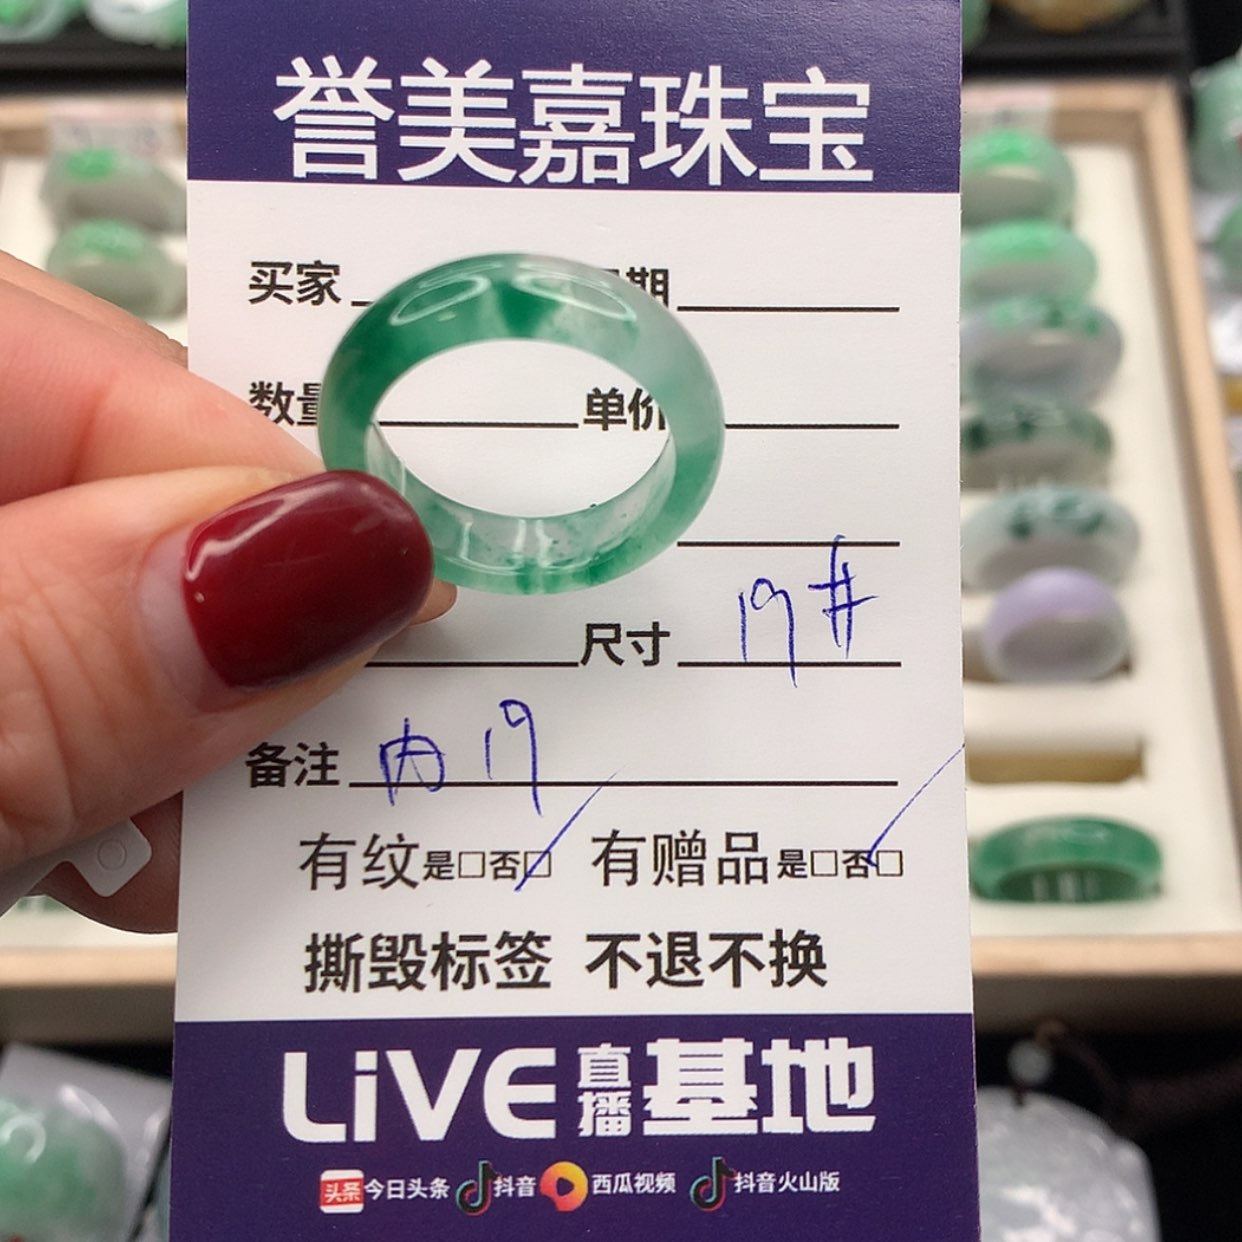 誉美嘉珠宝
买家 期
数量 单价
尺寸 19#
备注 内19
有纹 是□否□ 有赠品 是□否□
撕毁标签 不退不换
LiVE 直播基地
头条 今日头条 抖音 西瓜视频 抖音火山版